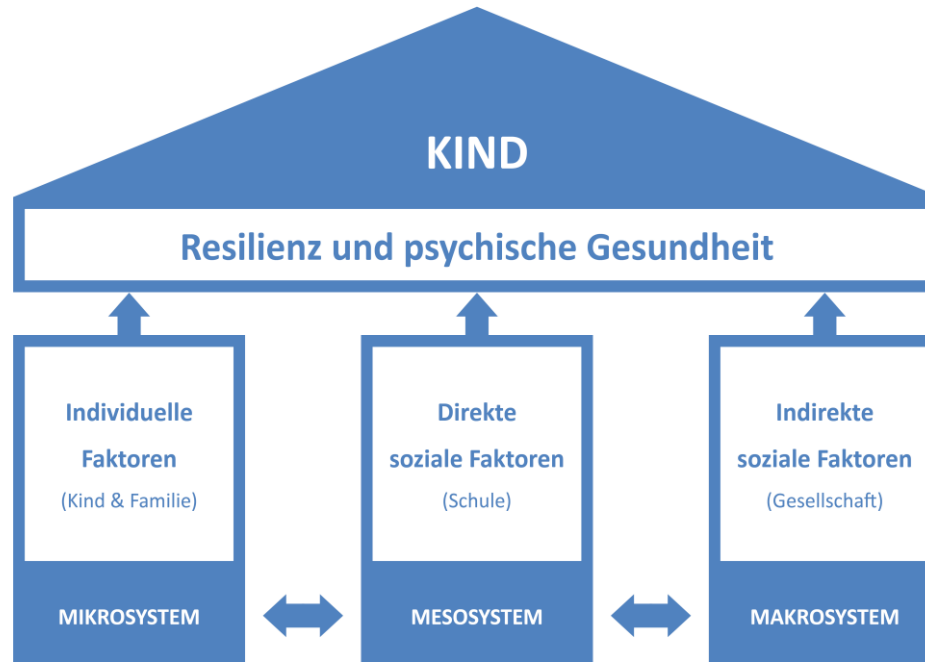 KIND
Resilienz und psychische Gesundheit
Individuelle
Faktoren
(Kind & Familie)
MIKROSYSTEM
Direkte
soziale Faktoren
(Schule)
MESOSYSTEM
Indirekte
soziale Faktoren
(Gesellschaft)
MAKROSYSTEM